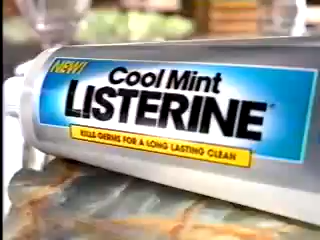 NEW!
Cool Mint
LISTERINE
KILLS GERMS FOR A LONG LASTING CLEAN